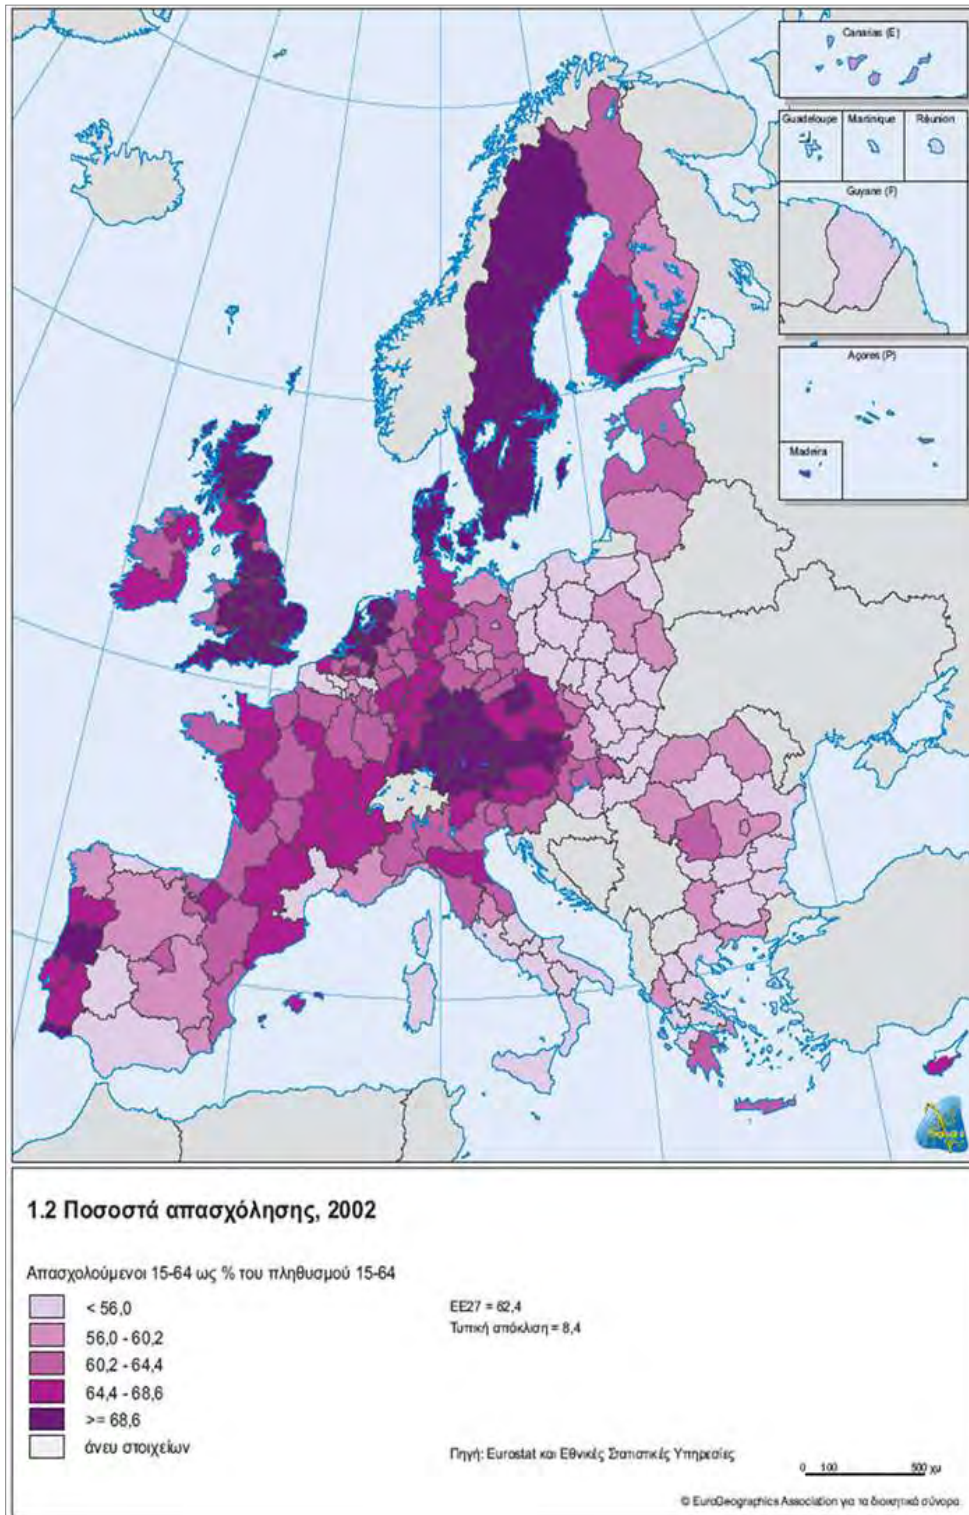 Canarias (E)
Guadeloupe
Martinique
Réunion
Guyane (F)
Açores (P)
Madeira
1.2 Ποσοστά απασχόλησης, 2002
Απασχολούμενοι 15-64 ως % του πληθυσμού 15-64
< 56,0
56,0 - 60,2
60,2 - 64,4
64,4 - 68,6
>= 68,6
άνευ στοιχείων
ΕΕ27 = 62,4
Τυπική απόκλιση = 8,4
Πηγή: Eurostat και Εθνικές Στατιστικές Υπηρεσίες
0 100 500 χμ
© EuroGeographics Association για τα διοικητικά σύνορα